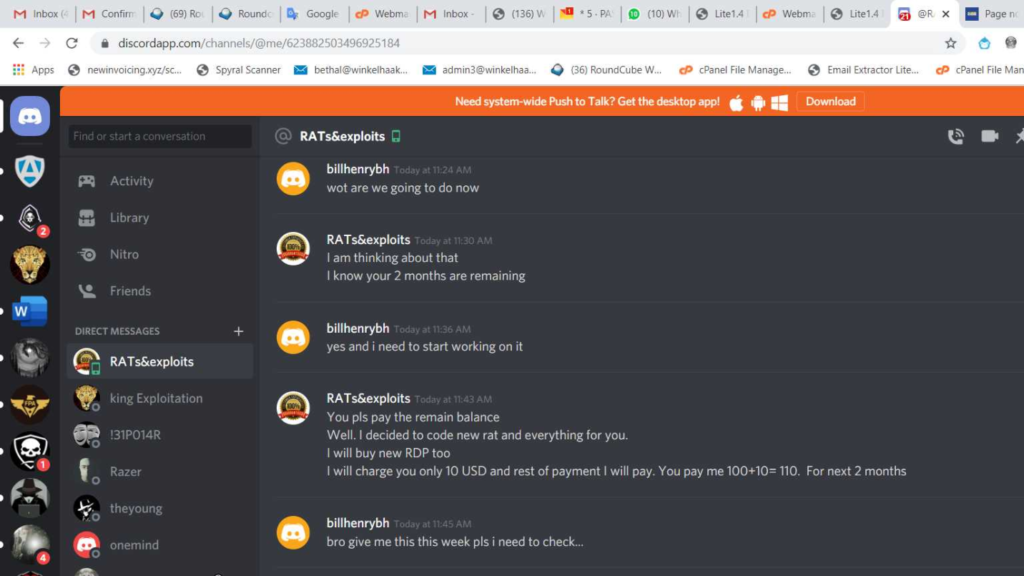 Inbox (4
Confirm
(69) Ro
Roundc
Google
Webma
Inbox -
(136) W
* 5 - PA
(10) Wh
Lite1.4
Webma
Lite1.4
@R
Page no
discordapp.com/channels/@me/623882503496925184
Apps
newinvoicing.xyz/sc...
Spyral Scanner
bethal@winkelhaak...
admin3@winkelhaa...
(36) RoundCube W...
cPanel File Manage...
Email Extractor Lite...
cPanel File Man
Need system-wide Push to Talk? Get the desktop app!
Download
Find or start a conversation
@ RATs&exploits
Activity
Library
Nitro
Friends
DIRECT MESSAGES +
RATs&exploits
king Exploitation
!31P014R
Razer
theyoung
onemind
2
W
1
4
billhenrybh Today at 11:24 AM
wot are we going to do now
RATs&exploits Today at 11:30 AM
I am thinking about that
I know your 2 months are remaining
billhenrybh Today at 11:36 AM
yes and i need to start working on it
RATs&exploits Today at 11:43 AM
You pls pay the remain balance
Well. I decided to code new rat and everything for you.
I will buy new RDP too
I will charge you only 10 USD and rest of payment I will pay. You pay me 100+10= 110. For next 2 months
billhenrybh Today at 11:45 AM
bro give me this this week pls i need to check...